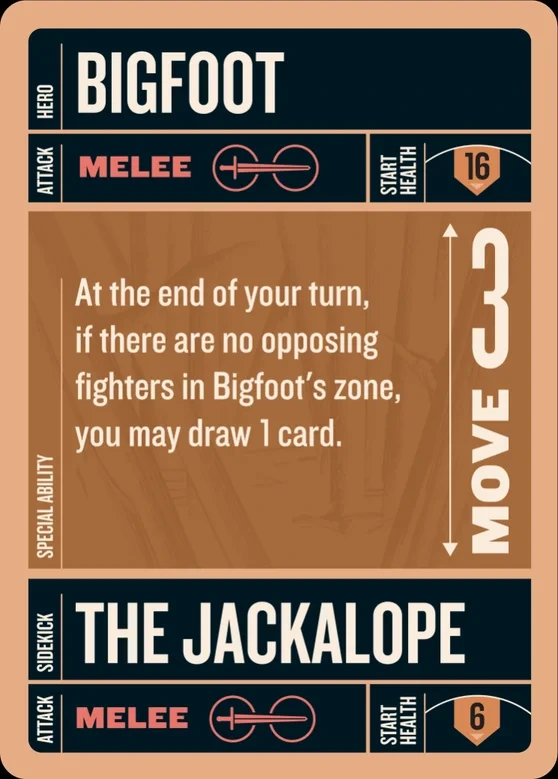 HERO
BIGFOOT
ATTACK
MELEE
START
HEALTH
16
SPECIAL ABILITY
At the end of your turn,
if there are no opposing
fighters in Bigfoot's zone,
you may draw 1 card.
MOVE 3
SIDEKICK
THE JACKALOPE
ATTACK
MELEE
START
HEALTH
6